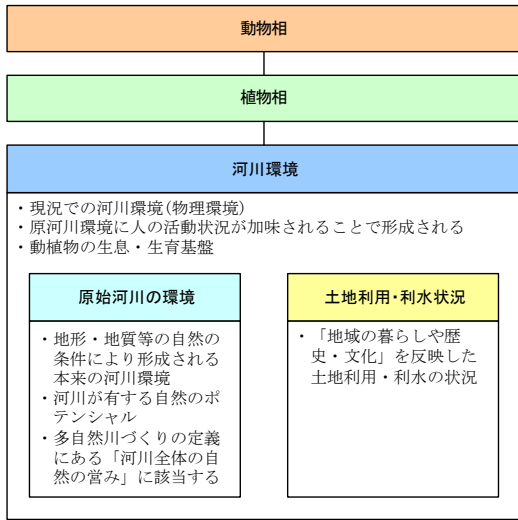 動物相
植物相
河川環境
・現況での河川環境(物理環境)
・原河川環境に人の活動状況が加味されることで形成される
・動植物の生息・生育基盤
原始河川の環境
・地形・地質等の自然の
条件により形成される
本来の河川環境
・河川が有する自然のポ
テンシャル
・多自然川づくりの定義
にある「河川全体の自
然の営み」に該当する
土地利用・利水状況
・「地域の暮らしや歴
史・文化」を反映した
土地利用・利水の状況